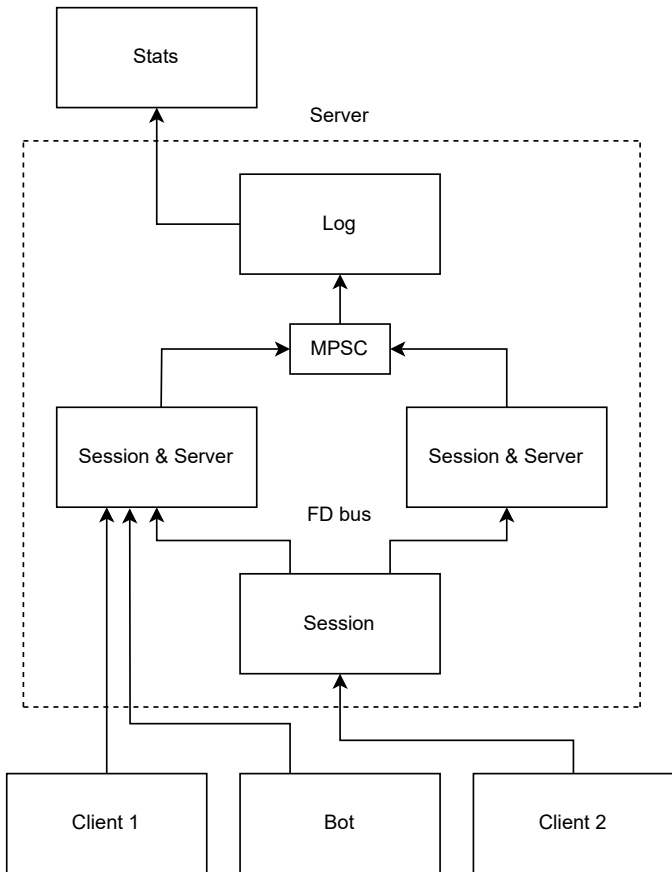 Stats
Server
Log
MPSC
Session & Server
Session & Server
FD bus
Session
Client 1
Bot
Client 2